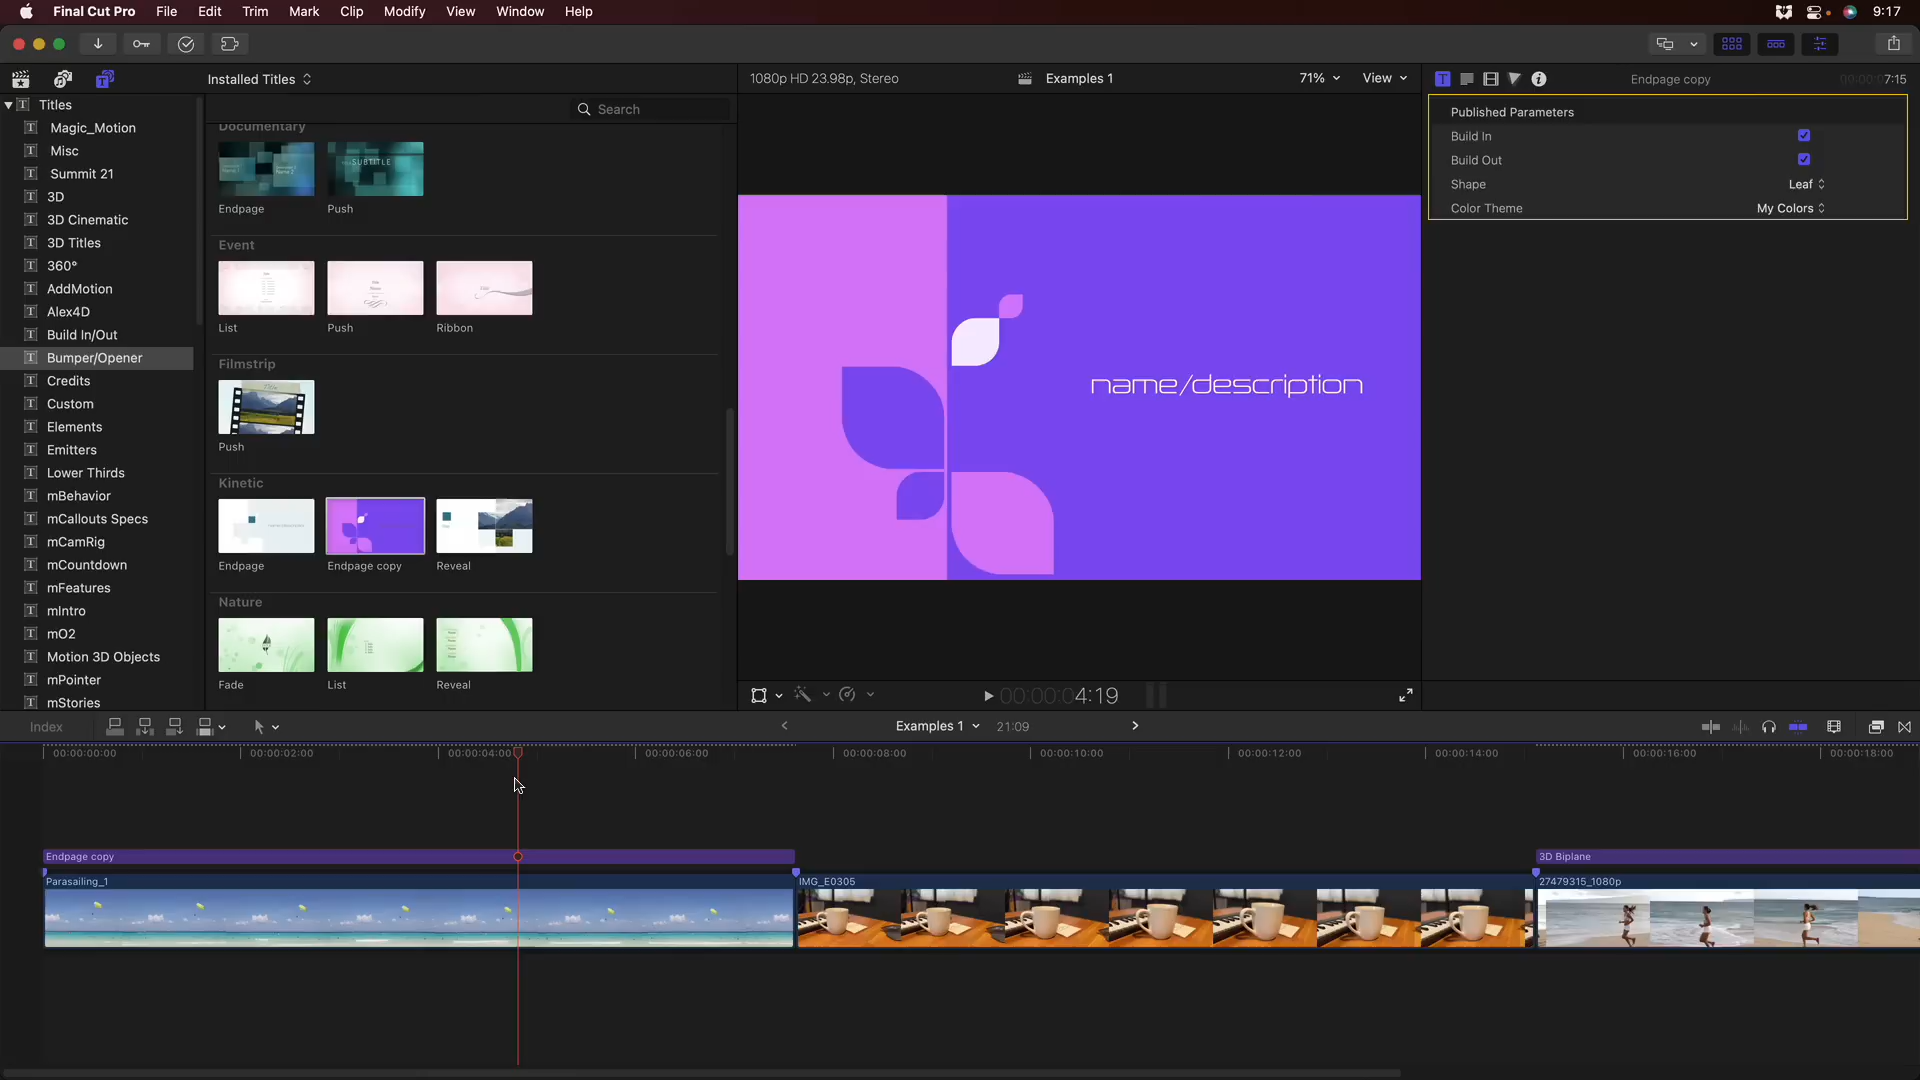 Final Cut Pro File Edit Trim Mark Clip Modify View Window Help 9:17
Installed Titles
1080p HD 23.98p, Stereo Examples 1 71% View
Endpage copy 7:15
Titles
Magic_Motion
Misc
Summit 21
3D
3D Cinematic
3D Titles
360°
AddMotion
Alex4D
Build In/Out
Bumper/Opener
Credits
Custom
Elements
Emitters
Lower Thirds
mBehavior
mCallouts Specs
mCamRig
mCountdown
mFeatures
mIntro
mO2
Motion 3D Objects
mPointer
mStories
Search
Documentary
SUBTITLE
Endpage Push
Event
List Push Ribbon
Filmstrip
Push
Kinetic
Endpage Endpage copy Reveal
Nature
Fade List Reveal
name/description
00:00:04:19
Published Parameters
Build In
Build Out
Shape Leaf
Color Theme My Colors
Index Examples 1 21:09
00:00:00:00 00:00:02:00 00:00:04:00 00:00:06:00 00:00:08:00 00:00:10:00 00:00:12:00 00:00:14:00 00:00:16:00 00:00:18:00
Endpage copy 3D Biplane
Parasailing_1 IMG_E0305 27479315_1080p